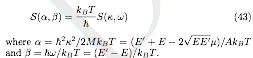 𝒮(α, β) = k_BT/ħ S(κ, ω) (43)
where α = ħ²κ²/2Mk_BT = (E′ + E − 2√EE′μ)/Ak_BT
and β = ħω/k_BT = (E′ − E)/k_BT.